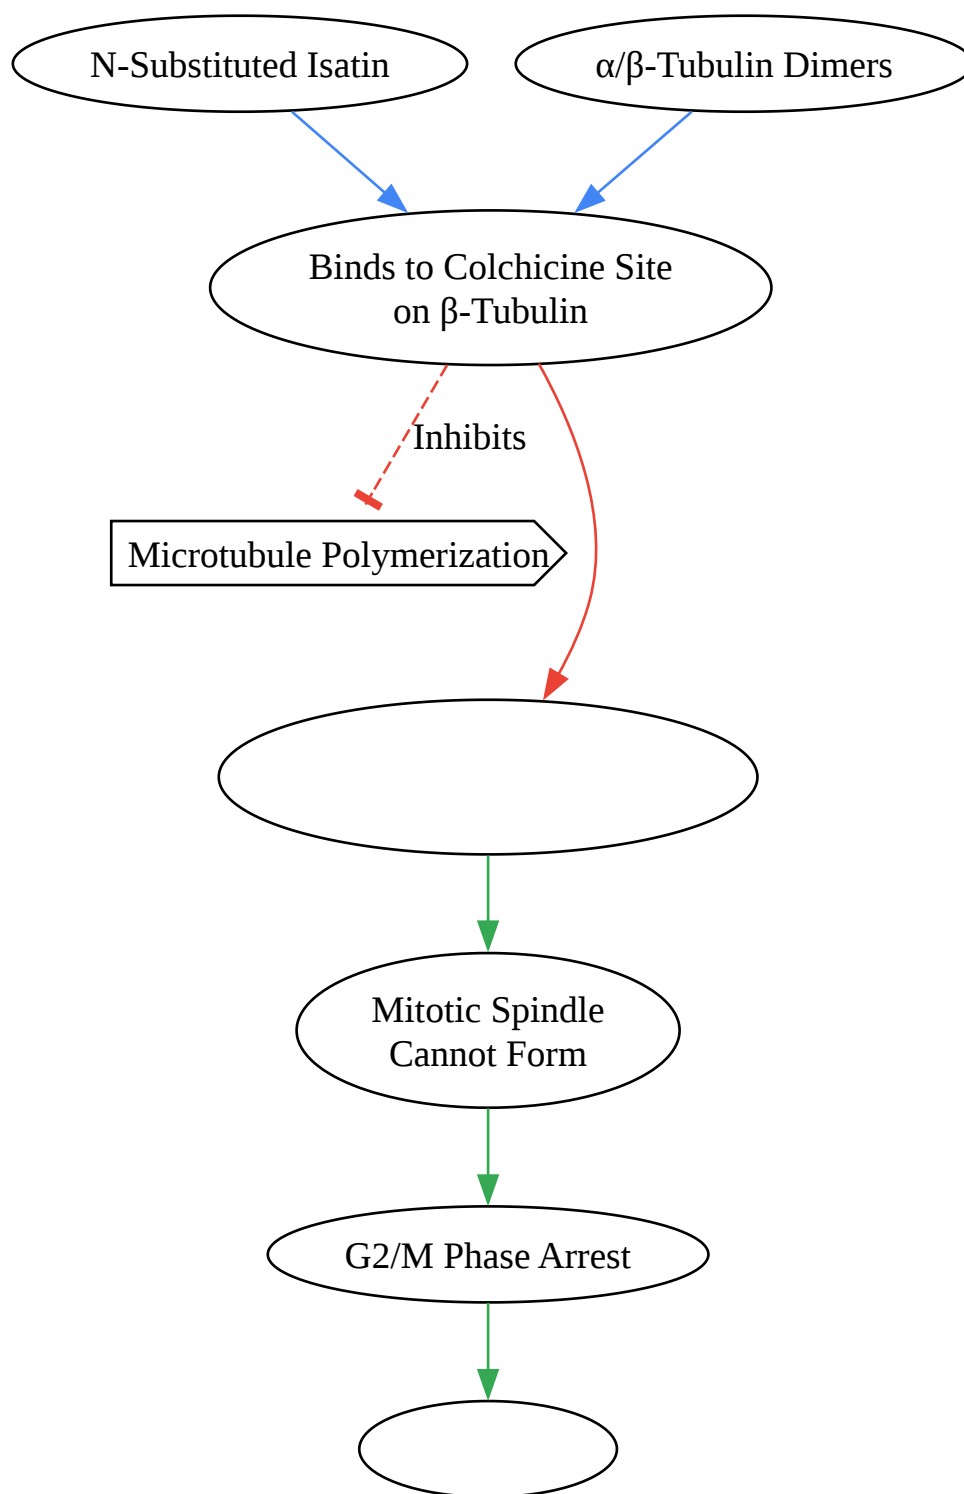 N-Substituted Isatin
α/β-Tubulin Dimers
Binds to Colchicine Site
on β-Tubulin
Inhibits
Microtubule Polymerization
Mitotic Spindle
Cannot Form
G2/M Phase Arrest